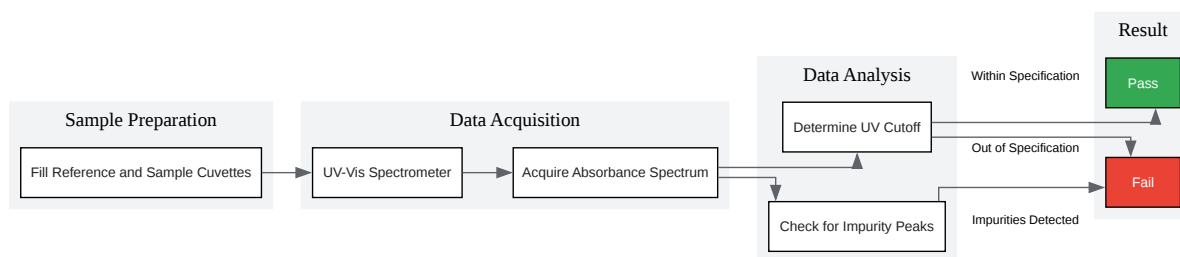 Sample Preparation
Fill Reference and Sample Cuvettes
Data Acquisition
UV-Vis Spectrometer
Acquire Absorbance Spectrum
Data Analysis
Determine UV Cutoff
Check for Impurity Peaks
Within Specification
Out of Specification
Impurities Detected
Result
Pass
Fail